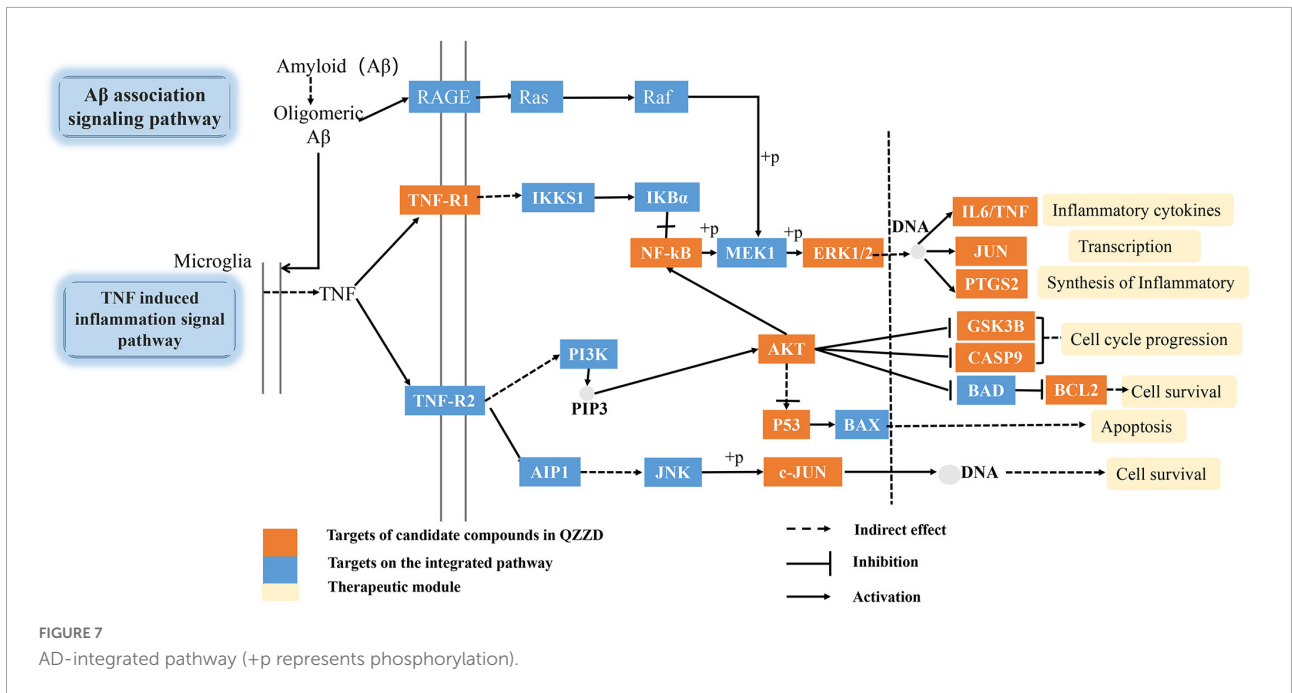 Amyloid (Aβ)
Aβ association
signaling pathway
Oligomeric
Aβ
RAGE
Ras
Raf
+p
TNF-R1
IKKS1
IKBα
NF-kB
+p
MEK1
+p
ERK1/2
DNA
IL6/TNF
Inflammatory cytokines
JUN
Transcription
PTGS2
Synthesis of Inflammatory
Microglia
TNF
TNF induced
inflammation signal
pathway
TNF-R2
PI3K
PIP3
AKT
GSK3B
CASP9
Cell cycle progression
BAD
BCL2
Cell survival
P53
BAX
Apoptosis
AIP1
JNK
+p
c-JUN
DNA
Cell survival
Targets of candidate compounds in QZZD
Targets on the integrated pathway
Therapeutic module
Indirect effect
Inhibition
Activation
FIGURE 7
AD-integrated pathway (+p represents phosphorylation).